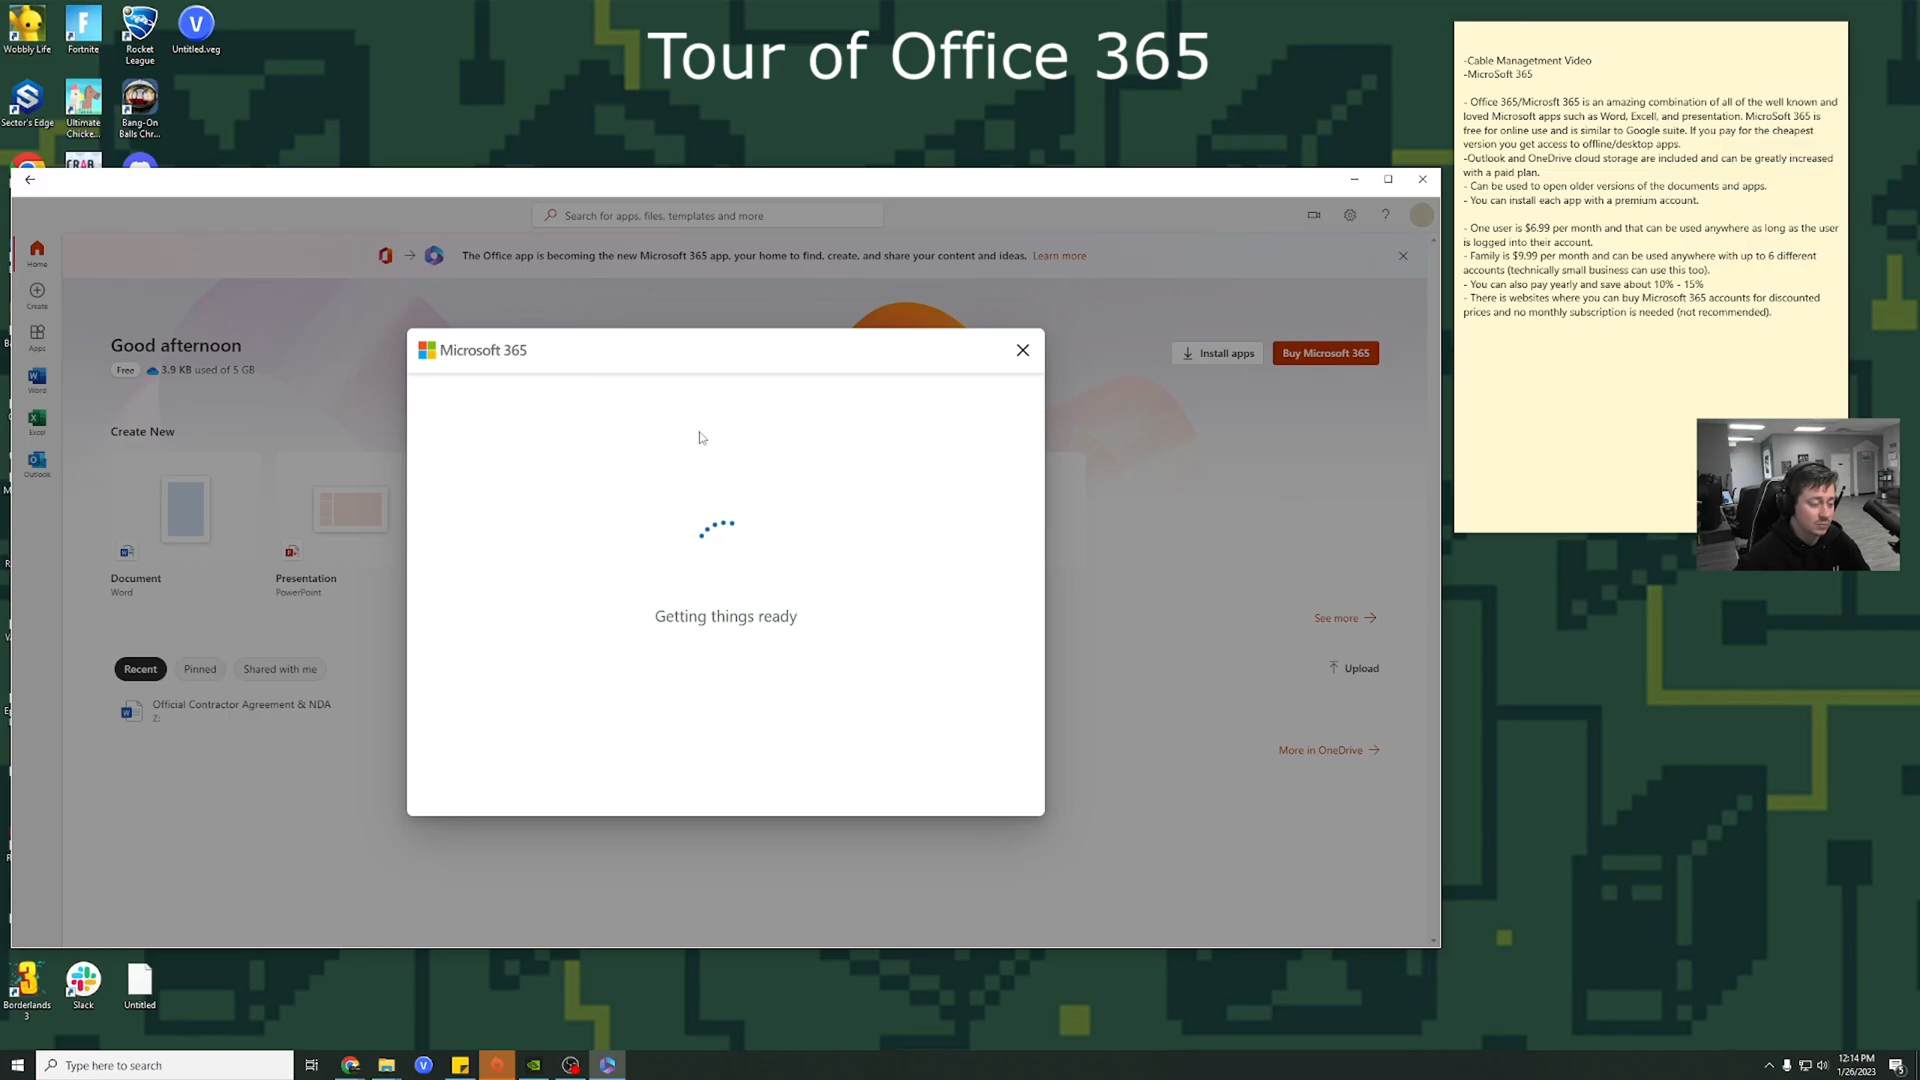 Tour of Office 365
Wobbly Life
Fortnite
Rocket League
Untitled.veg
Sector's Edge
Ultimate Chicke...
Bang-On Balls Chr...
CRAB
-Cable Managetment Video
-MicroSoft 365
- Office 365/Microsft 365 is an amazing combination of all of the well known and
loved Microsoft apps such as Word, Excell, and presentation. MicroSoft 365 is
free for online use and is similar to Google suite. If you pay for the cheapest
version you get access to offline/desktop apps.
-Outlook and OneDrive cloud storage are included and can be greatly increased
with a paid plan.
- Can be used to open older versions of the documents and apps.
- You can install each app with a premium account.
- One user is $6.99 per month and that can be used anywhere as long as the user
is logged into their account.
- Family is $9.99 per month and can be used anywhere with up to 6 different
accounts (technically small business can use this too).
- You can also pay yearly and save about 10% - 15%
- There is websites where you can buy Microsoft 365 accounts for discounted
prices and no monthly subscription is needed (not recommended).
Search for apps, files, templates and more
The Office app is becoming the new Microsoft 365 app, your home to find, create, and share your content and ideas. Learn more
Home
Create
Apps
Word
Excel
Outlook
Good afternoon
Free 3.9 KB used of 5 GB
Install apps
Buy Microsoft 365
Create New
Document
Word
Presentation
PowerPoint
Microsoft 365
Getting things ready
See more
Recent
Pinned
Shared with me
Upload
Official Contractor Agreement & NDA
More in OneDrive
Borderlands 3
Slack
Untitled
Type here to search
12:14 PM
1/26/2023